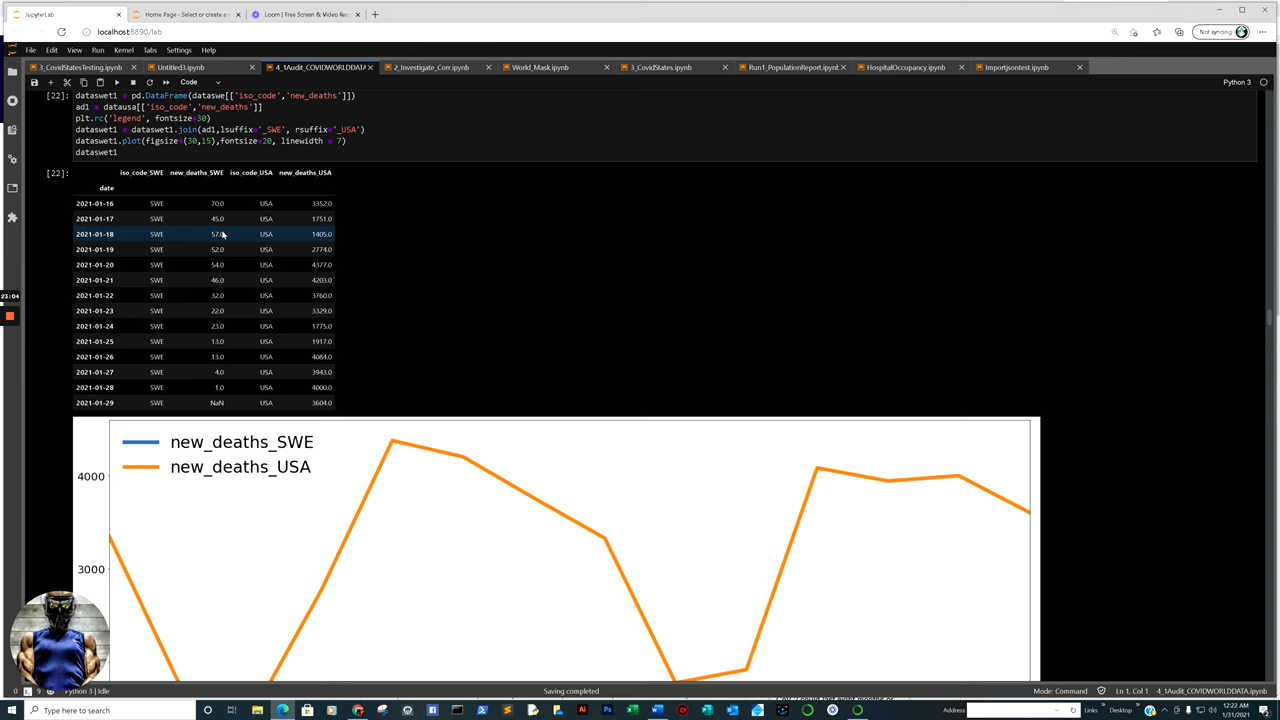 JupyterLab
Home Page - Select or create a n
Loom | Free Screen & Video Rec
localhost:8890/lab
Not syncing
File Edit View Run Kernel Tabs Settings Help
3_CovidStatesTesting.ipynb
Untitled3.ipynb
4_1Audit_COVIDWORLDDATA
2_Investigate_Corr.ipynb
World_Mask.ipynb
3_CovidStates.ipynb
Run1_PopulationReport.ipynb
HospitalOccupancy.ipynb
Importjsontest.ipynb
Code
Python 3
[22]: dataswet1 = pd.DataFrame(dataswe[['iso_code','new_deaths']])
ad1 = datausa[['iso_code','new_deaths']]
plt.rc('legend', fontsize=30)
dataswet1 = dataswet1.join(ad1,lsuffix='_SWE', rsuffix='_USA')
dataswet1.plot(figsize=(30,15),fontsize=20, linewidth = 7)
dataswet1
[22]: iso_code_SWE new_deaths_SWE iso_code_USA new_deaths_USA
date
2021-01-16 SWE 70.0 USA 3352.0
2021-01-17 SWE 45.0 USA 1751.0
2021-01-18 SWE 57.0 USA 1405.0
2021-01-19 SWE 52.0 USA 2774.0
2021-01-20 SWE 54.0 USA 4377.0
2021-01-21 SWE 46.0 USA 4203.0
2021-01-22 SWE 32.0 USA 3760.0
2021-01-23 SWE 22.0 USA 3329.0
2021-01-24 SWE 23.0 USA 1775.0
2021-01-25 SWE 13.0 USA 1917.0
2021-01-26 SWE 13.0 USA 4084.0
2021-01-27 SWE 4.0 USA 3943.0
2021-01-28 SWE 1.0 USA 4000.0
2021-01-29 SWE NaN USA 3604.0
23:04
new_deaths_SWE
new_deaths_USA
4000
3000
0 9 Python 3 | Idle
Saving completed
Mode: Command
Ln 1, Col 1
4_1Audit_COVIDWORLDDATA.ipynb
Type here to search
Address
Links
Desktop
12:22 AM
1/31/2021